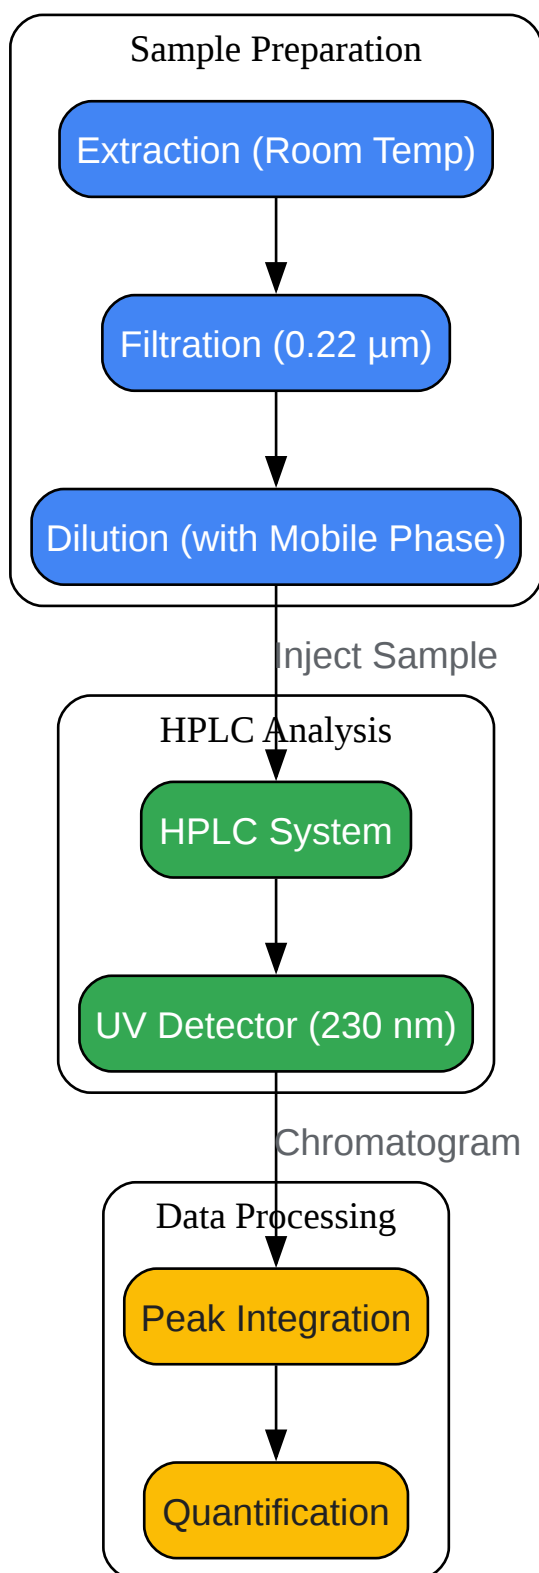 Sample Preparation
Extraction (Room Temp)
Filtration (0.22 µm)
Dilution (with Mobile Phase)
Inject Sample
HPLC Analysis
HPLC System
UV Detector (230 nm)
Chromatogram
Data Processing
Peak Integration
Quantification